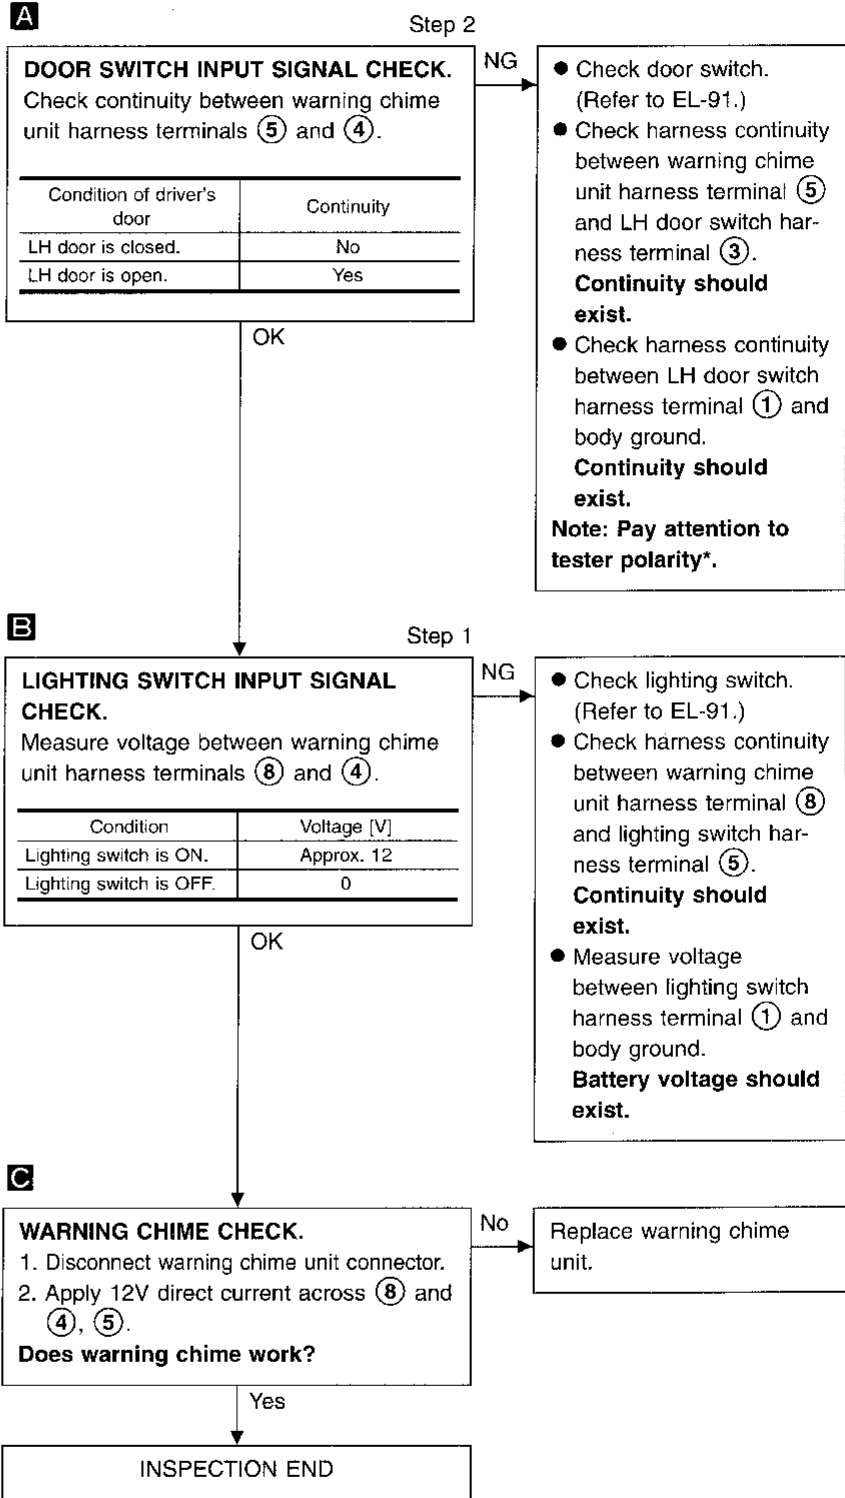 A
Step 2
DOOR SWITCH INPUT SIGNAL CHECK.
Check continuity between warning chime
unit harness terminals ⑤ and ④.
Condition of driver's
door
Continuity
LH door is closed.
No
LH door is open.
Yes
NG
● Check door switch.
(Refer to EL-91.)
● Check harness continuity
between warning chime
unit harness terminal ⑤
and LH door switch har-
ness terminal ③.
Continuity should
exist.
● Check harness continuity
between LH door switch
harness terminal ① and
body ground.
Continuity should
exist.
Note: Pay attention to
tester polarity*.
OK
B
Step 1
LIGHTING SWITCH INPUT SIGNAL
CHECK.
Measure voltage between warning chime
unit harness terminals ⑧ and ④.
Condition
Voltage [V]
Lighting switch is ON.
Approx. 12
Lighting switch is OFF.
0
NG
● Check lighting switch.
(Refer to EL-91.)
● Check harness continuity
between warning chime
unit harness terminal ⑧
and lighting switch har-
ness terminal ⑤.
Continuity should
exist.
● Measure voltage
between lighting switch
harness terminal ① and
body ground.
Battery voltage should
exist.
OK
C
WARNING CHIME CHECK.
1. Disconnect warning chime unit connector.
2. Apply 12V direct current across ⑧ and
④, ⑤.
Does warning chime work?
No
Replace warning chime
unit.
Yes
INSPECTION END